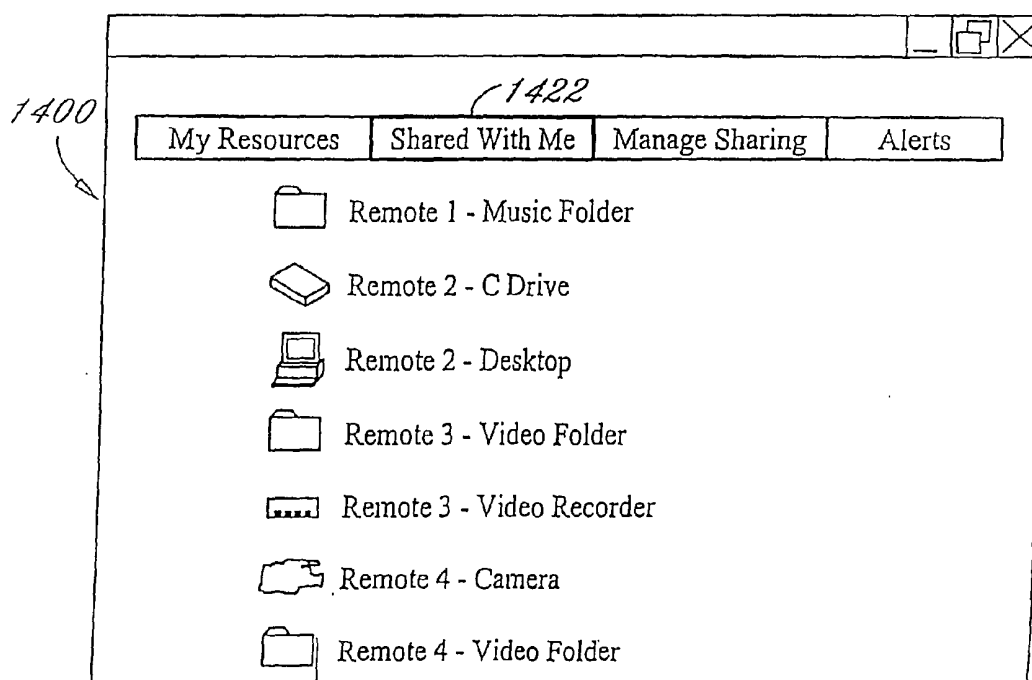 1422
1400
My Resources Shared With Me Manage Sharing Alerts
Remote 1 - Music Folder
Remote 2 - C Drive
Remote 2 - Desktop
Remote 3 - Video Folder
Remote 3 - Video Recorder
Remote 4 - Camera
Remote 4 - Video Folder